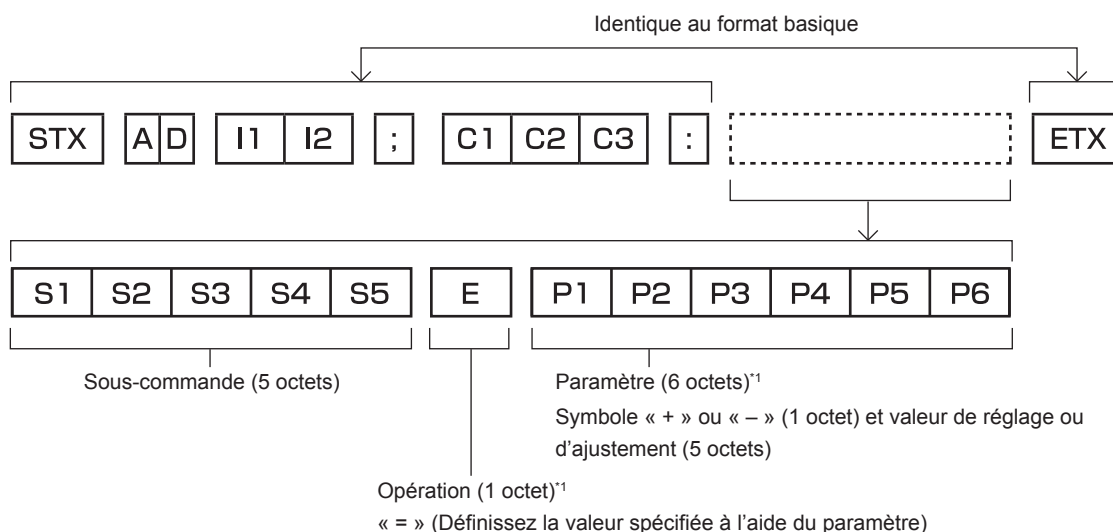 Identique au format basique
STX A D I1 I2 ; C1 C2 C3 : ETX
S1 S2 S3 S4 S5 E P1 P2 P3 P4 P5 P6
Sous-commande (5 octets)
Paramètre (6 octets)*1
Symbole « + » ou « – » (1 octet) et valeur de réglage ou
d’ajustement (5 octets)
Opération (1 octet)*1
« = » (Définissez la valeur spécifiée à l’aide du paramètre)